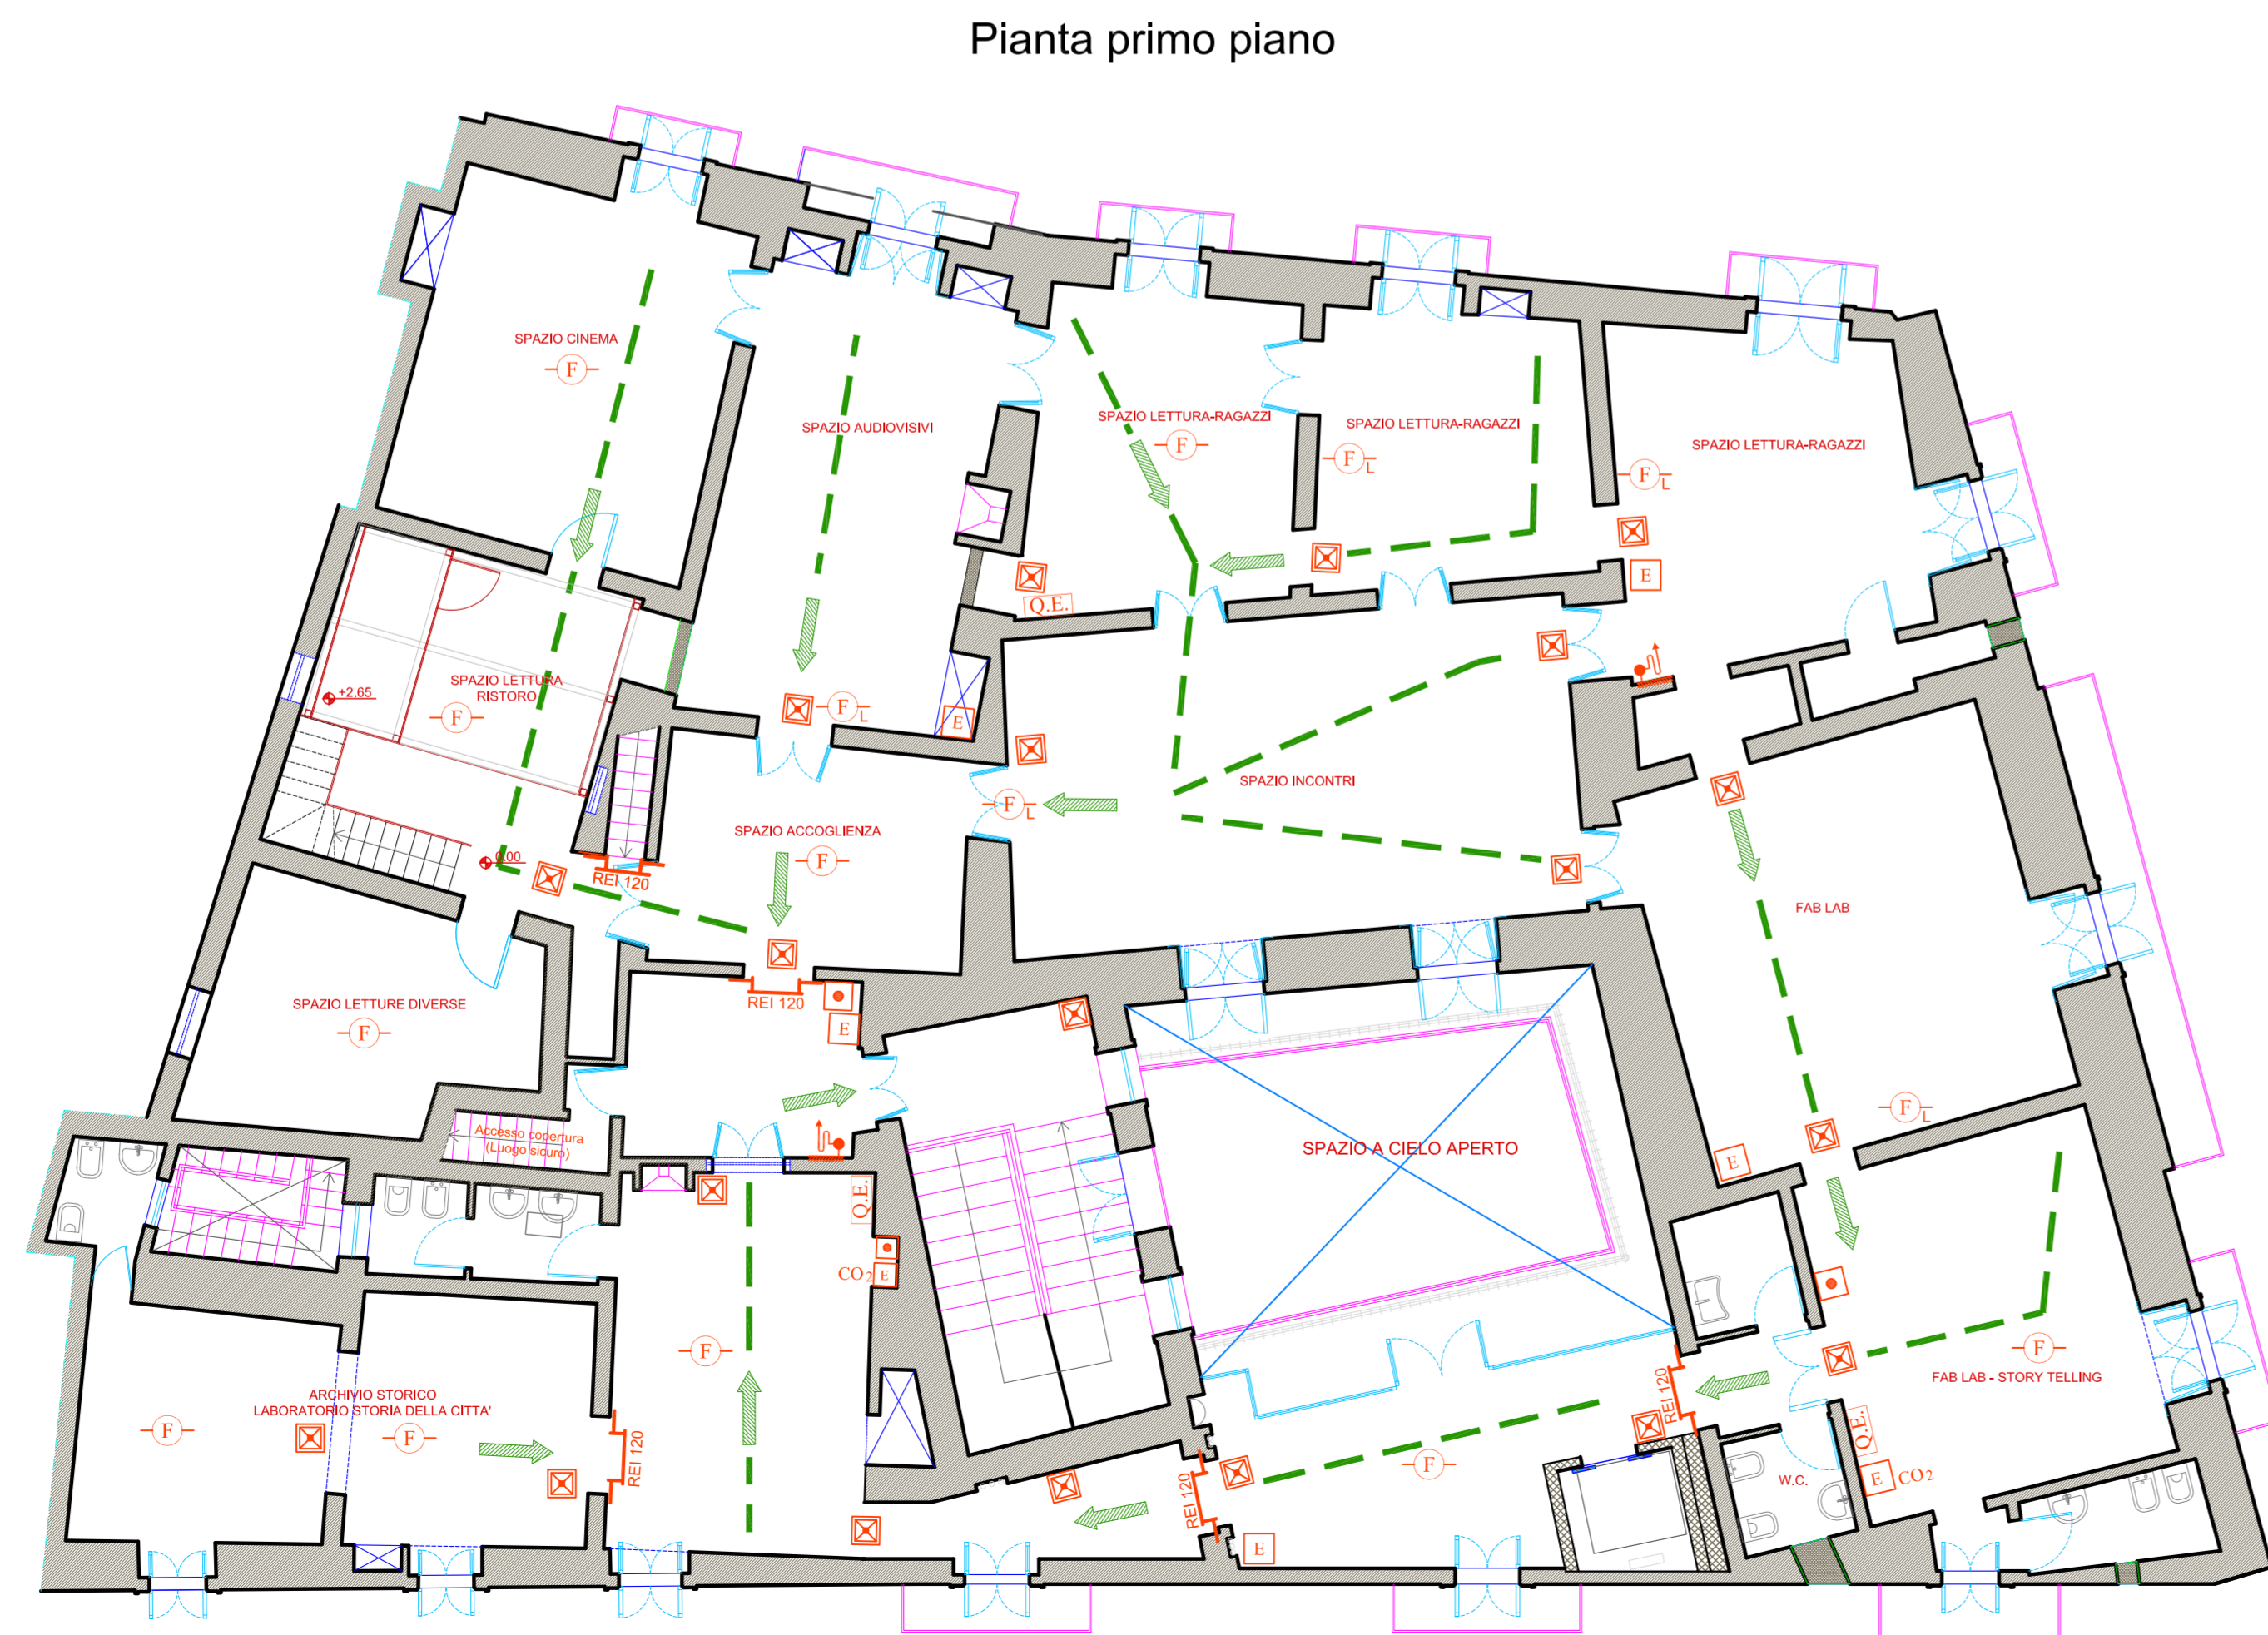 Pianta primo piano
SPAZIO CINEMA
F
SPAZIO AUDIOVISIVI
SPAZIO LETTURA-RAGAZZI
F
SPAZIO LETTURA-RAGAZZI
F
L
SPAZIO LETTURA-RAGAZZI
F
L
E
Q.E.
+2.65
SPAZIO LETTURA
RISTORO
F
F
L
E
SPAZIO INCONTRI
F
L
SPAZIO ACCOGLIENZA
F
0.00
REI 120
FAB LAB
SPAZIO LETTURE DIVERSE
F
REI 120
E
F
L
Accesso copertura
(Luogo sicuro)
SPAZIO A CIELO APERTO
E
Q.E.
CO2
E
F
F
FAB LAB - STORY TELLING
ARCHIVIO STORICO
LABORATORIO STORIA DELLA CITTA'
F
F
REI 120
REI 120
REI 120
F
Q.E.
W.C.
E
CO2
E